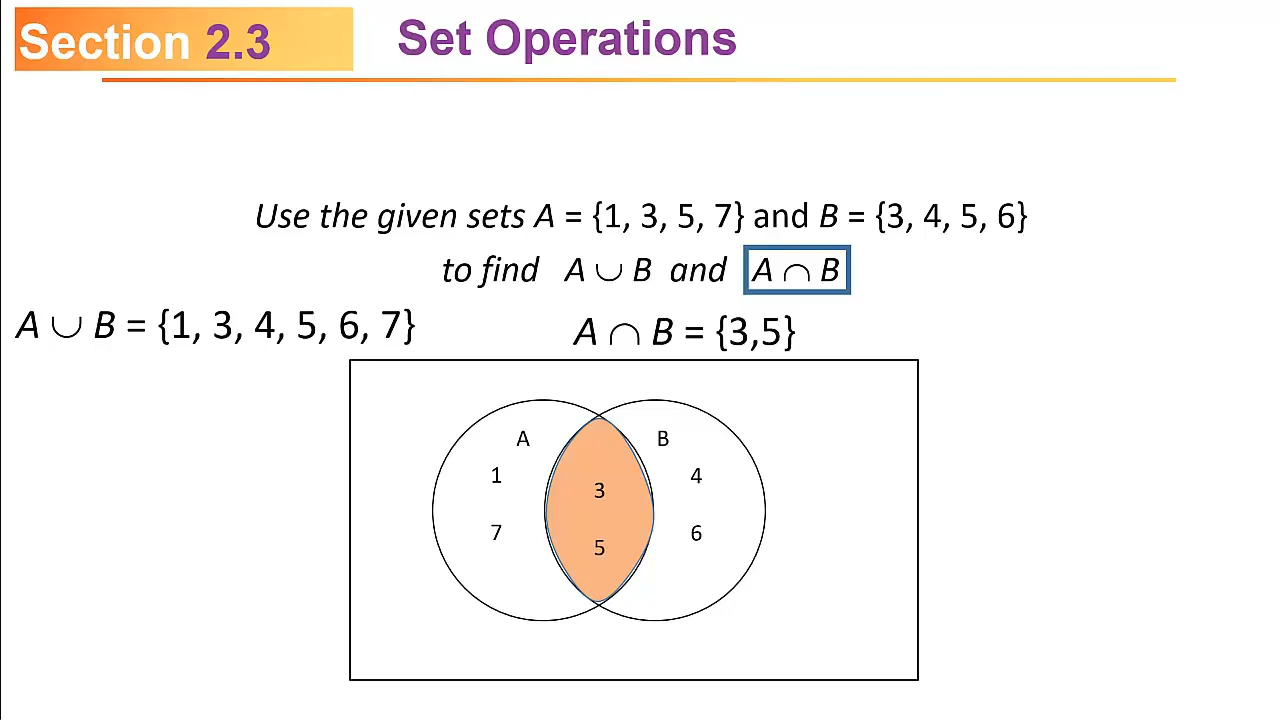 Section 2.3
Set Operations
Use the given sets A = {1, 3, 5, 7} and B = {3, 4, 5, 6}
to find A ∪ B and A ∩ B
A ∪ B = {1, 3, 4, 5, 6, 7}
A ∩ B = {3,5}
A
B
1
3
4
7
5
6